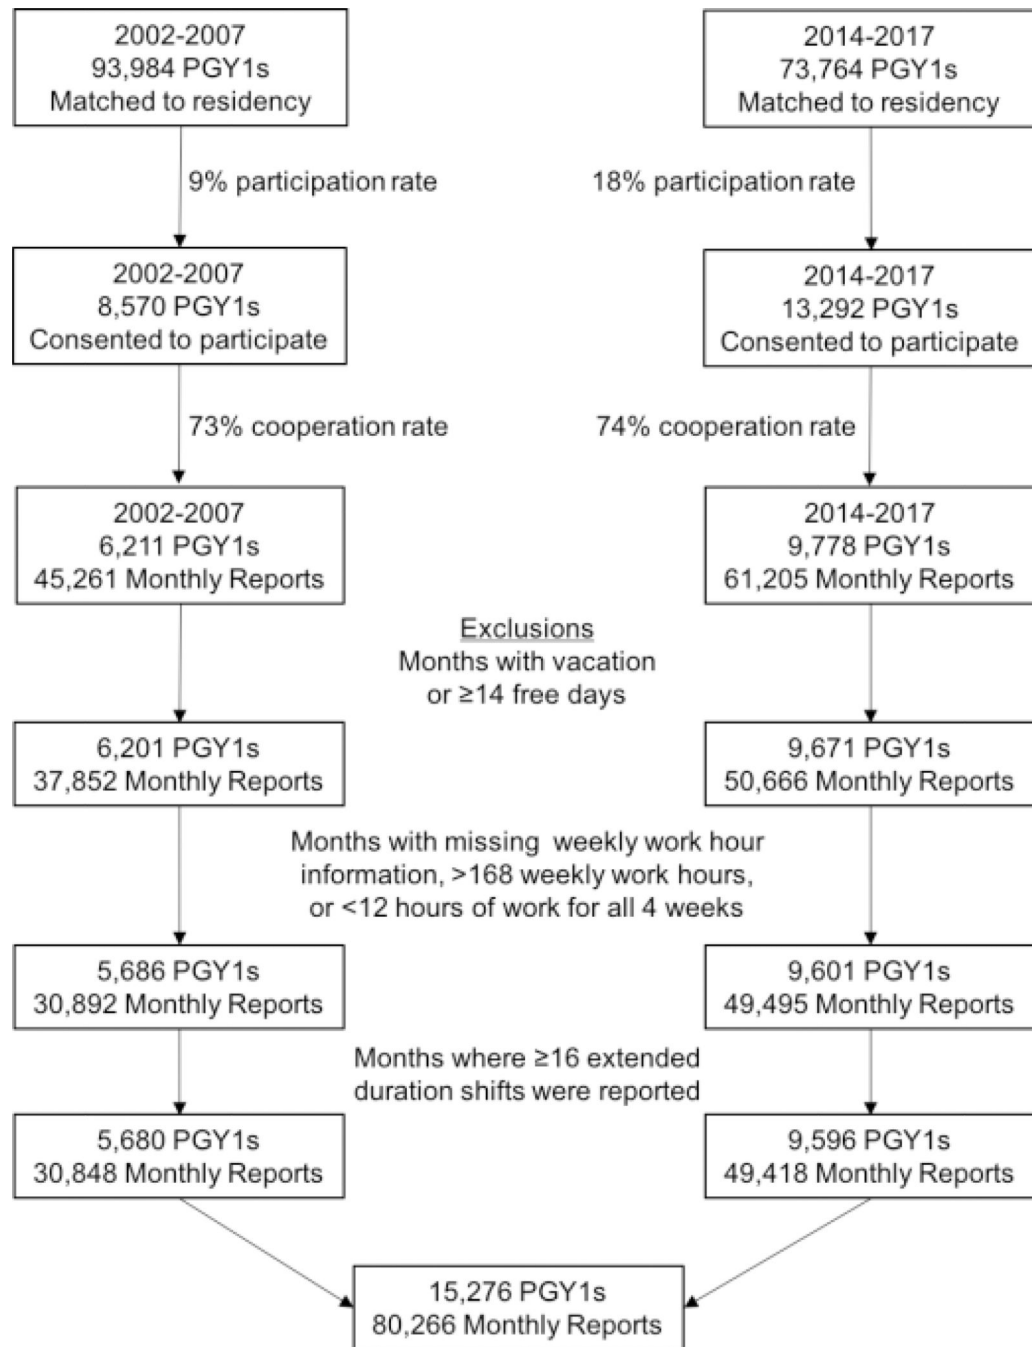 2002-2007
93,984 PGY1s
Matched to residency
2014-2017
73,764 PGY1s
Matched to residency
9% participation rate
18% participation rate
2002-2007
8,570 PGY1s
Consented to participate
2014-2017
13,292 PGY1s
Consented to participate
73% cooperation rate
74% cooperation rate
2002-2007
6,211 PGY1s
45,261 Monthly Reports
2014-2017
9,778 PGY1s
61,205 Monthly Reports
Exclusions
Months with vacation
or ≥14 free days
6,201 PGY1s
37,852 Monthly Reports
9,671 PGY1s
50,666 Monthly Reports
Months with missing weekly work hour
information, >168 weekly work hours,
or <12 hours of work for all 4 weeks
5,686 PGY1s
30,892 Monthly Reports
9,601 PGY1s
49,495 Monthly Reports
Months where ≥16 extended
duration shifts were reported
5,680 PGY1s
30,848 Monthly Reports
9,596 PGY1s
49,418 Monthly Reports
15,276 PGY1s
80,266 Monthly Reports